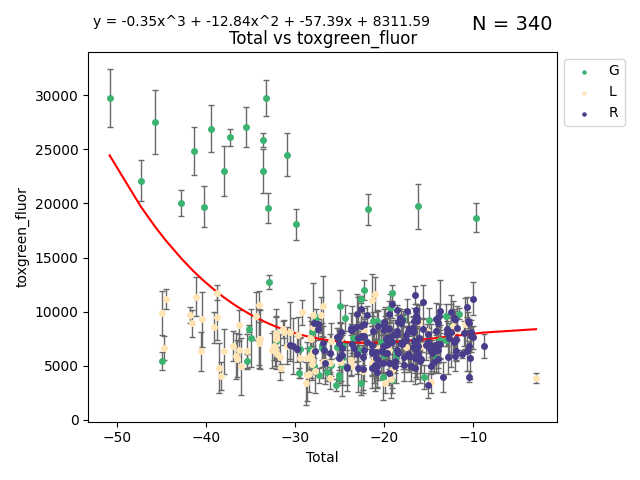 y = -0.35x^3 + -12.84x^2 + -57.39x + 8311.59
N = 340
Total vs toxgreen_fluor
G
L
R
toxgreen_fluor
30000
25000
20000
15000
10000
5000
0
−50
−40
−30
−20
−10
Total